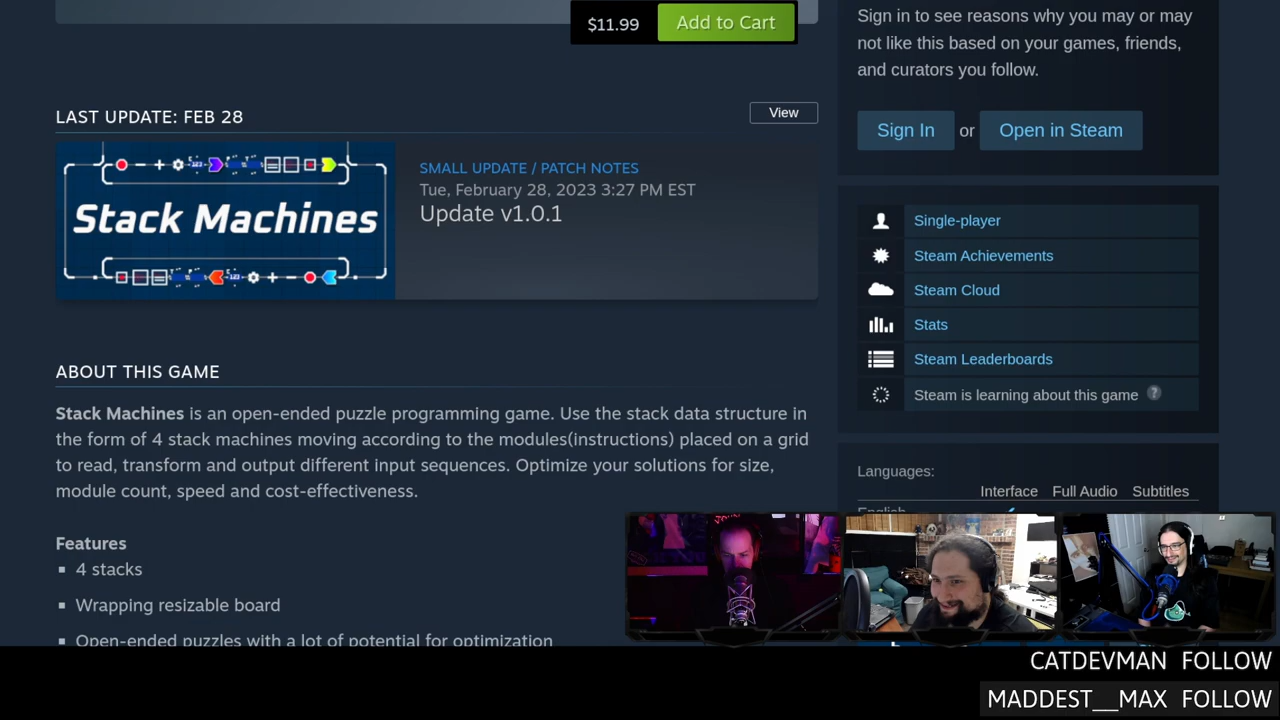 $11.99
Add to Cart
LAST UPDATE: FEB 28
View
Stack Machines
SMALL UPDATE / PATCH NOTES
Tue, February 28, 2023 3:27 PM EST
Update v1.0.1
ABOUT THIS GAME
Stack Machines is an open-ended puzzle programming game. Use the stack data structure in
the form of 4 stack machines moving according to the modules(instructions) placed on a grid
to read, transform and output different input sequences. Optimize your solutions for size,
module count, speed and cost-effectiveness.
Features
4 stacks
Wrapping resizable board
Open-ended puzzles with a lot of potential for optimization
Sign in to see reasons why you may or may
not like this based on your games, friends,
and curators you follow.
Sign In or Open in Steam
Single-player
Steam Achievements
Steam Cloud
Stats
Steam Leaderboards
Steam is learning about this game ?
Languages:
Interface Full Audio Subtitles
English
CATDEVMAN FOLLOW
MADDEST__MAX FOLLOW